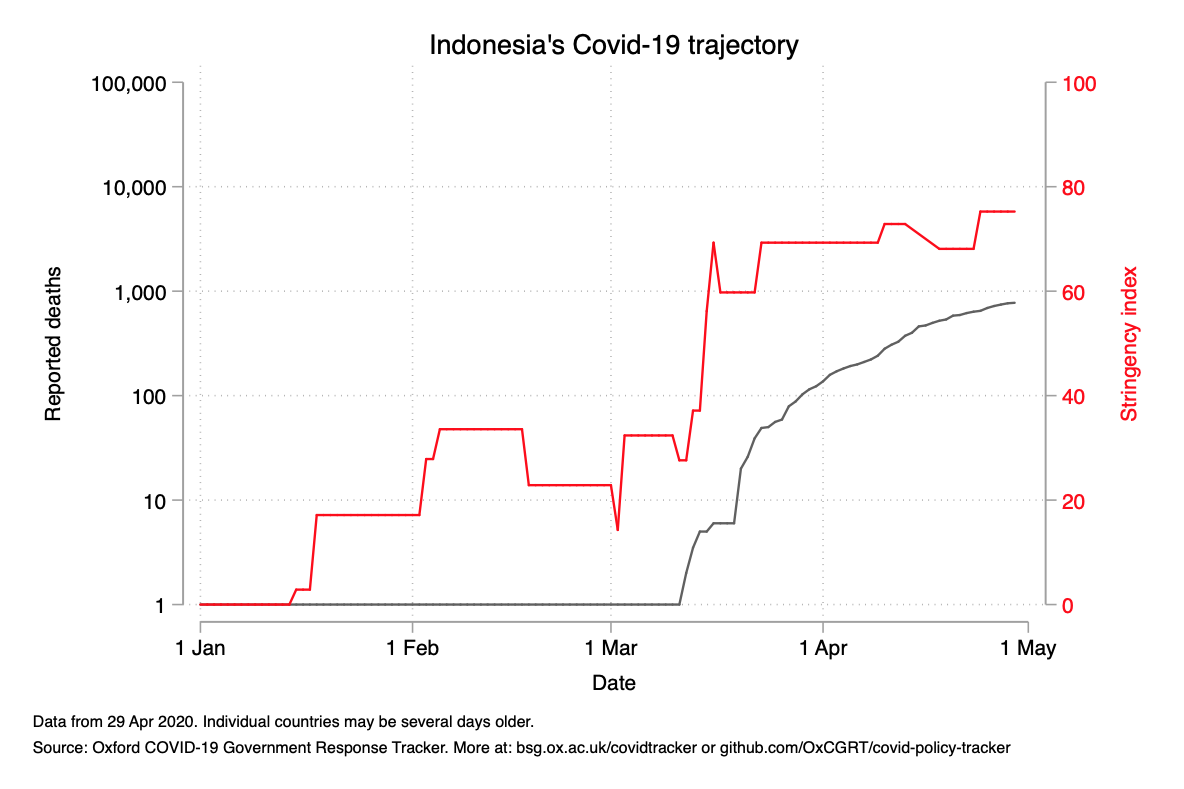 Indonesia's Covid-19 trajectory
100,000
10,000
1,000
100
10
1
Reported deaths
100
80
60
40
20
0
Stringency index
1 Jan
1 Feb
1 Mar
1 Apr
1 May
Date
Data from 29 Apr 2020. Individual countries may be several days older.
Source: Oxford COVID-19 Government Response Tracker. More at: bsg.ox.ac.uk/covidtracker or github.com/OxCGRT/covid-policy-tracker